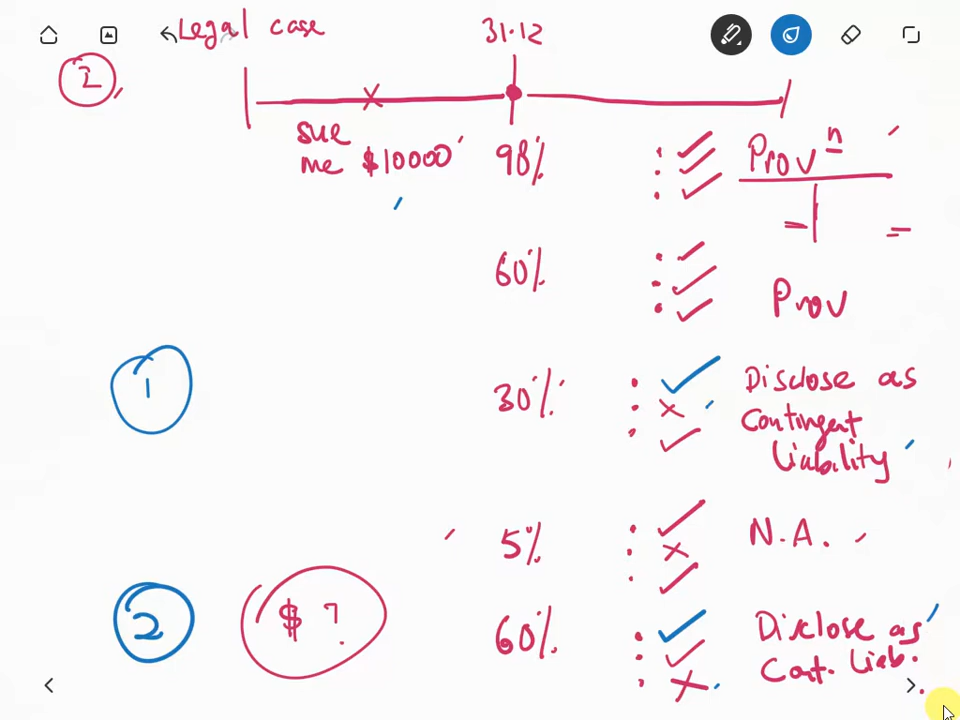 Legal case
31.12
2
sue
me $10000
98%
Provⁿ
60%
Prov
1
30%
Disclose as
Contingent
Liability
5%
N.A.
2
$ ?
60%
Disclose as
Cont. Liab.